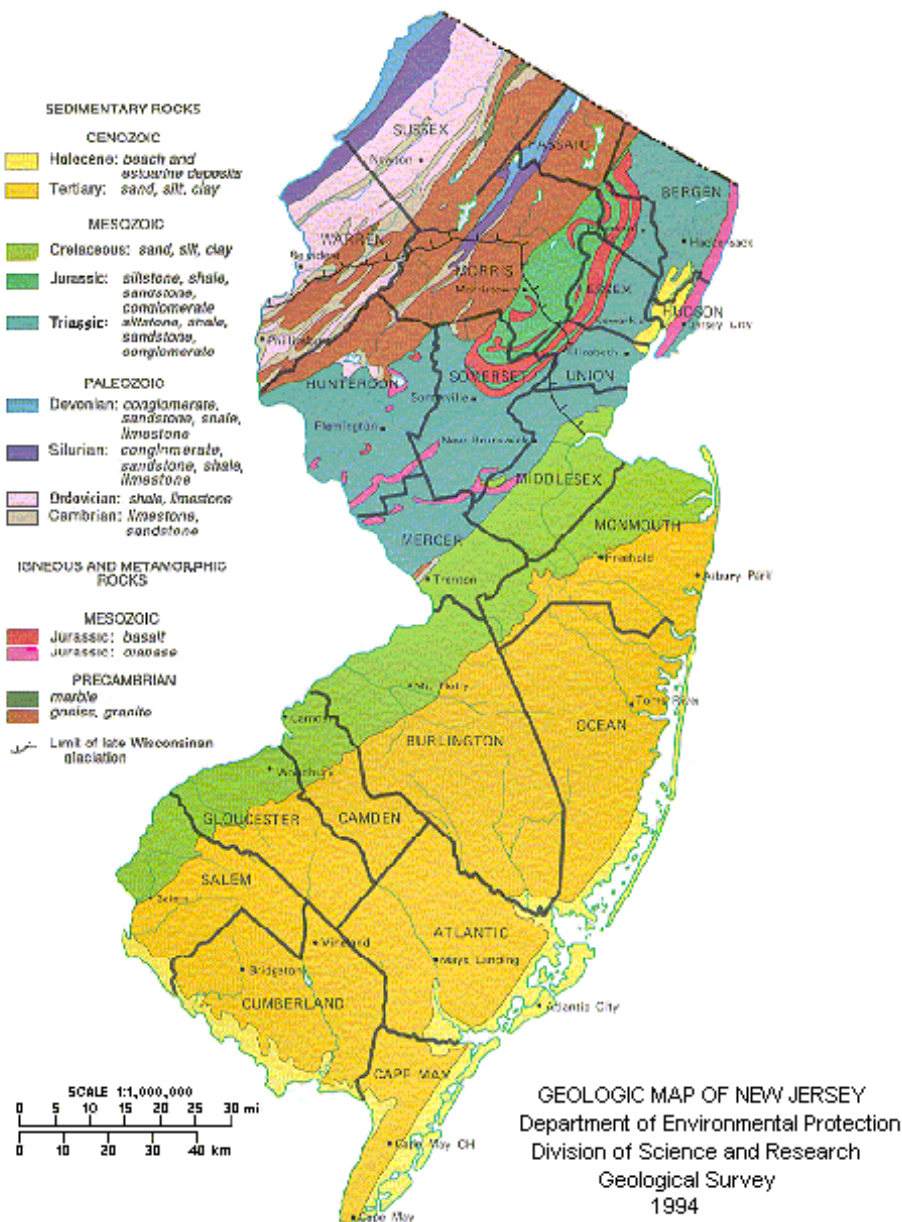 SEDIMENTARY ROCKS
CENOZOIC
Holocene: beach and
estuarine deposits
Tertiary: sand, silt, clay
MESOZOIC
Cretaceous: sand, silt, clay
Jurassic: siltstone, shale,
sandstone,
conglomerate
Triassic: siltstone, shale,
sandstone,
conglomerate
PALEOZOIC
Devonian: conglomerate,
sandstone, shale,
limestone
Silurian: conglomerate,
sandstone, shale,
limestone
Ordovician: shale, limestone
Cambrian: limestone,
sandstone
IGNEOUS AND METAMORPHIC
ROCKS
MESOZOIC
Jurassic: basalt
Jurassic: diabase
PRECAMBRIAN
marble
gneiss, granite
Limit of late Wisconsinan
glaciation
SUSSEX
Newton
PASSAIC
BERGEN
Hackensack
WARREN
MORRIS
Morristown
ESSEX
Newark
HUDSON
Jersey City
Phillipsburg
Elizabeth
UNION
HUNTERDON
SOMERSET
Somerville
Flemington
New Brunswick
MIDDLESEX
MONMOUTH
MERCER
Freehold
Trenton
Asbury Park
Mt. Holly
Toms River
Camden
OCEAN
BURLINGTON
Woodbury
GLOUCESTER
CAMDEN
SALEM
Salem
ATLANTIC
Vineland
Mays Landing
Bridgeton
CUMBERLAND
Atlantic City
CAPE MAY
Cape May CH
Cape May
SCALE 1:1,000,000
0 5 10 15 20 25 30 mi
0 10 20 30 40 km
GEOLOGIC MAP OF NEW JERSEY
Department of Environmental Protection
Division of Science and Research
Geological Survey
1994